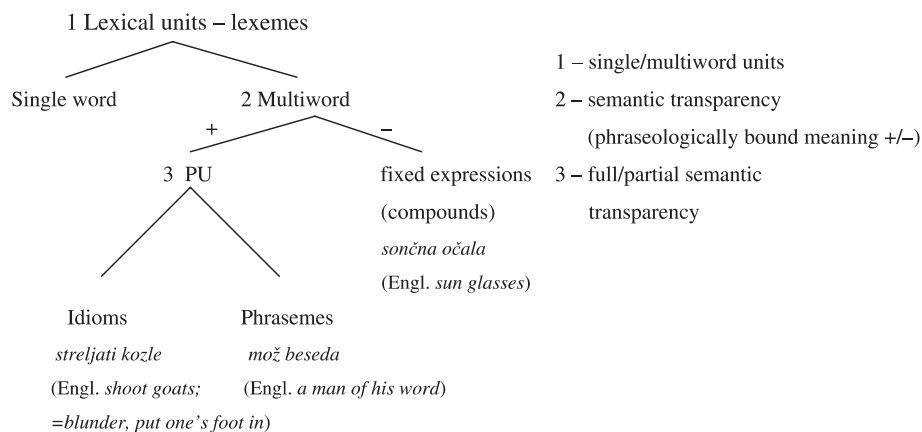 1 Lexical units – lexemes
Single word
2 Multiword
+
–
3 PU
fixed expressions
(compounds)
sončna očala
(Engl. sun glasses)
Idioms
streljati kozle
(Engl. shoot goats;
=blunder, put one's foot in)
Phrasemes
mož beseda
(Engl. a man of his word)
1 – single/multiword units
2 – semantic transparency
(phraseologically bound meaning +/–)
3 – full/partial semantic
transparency